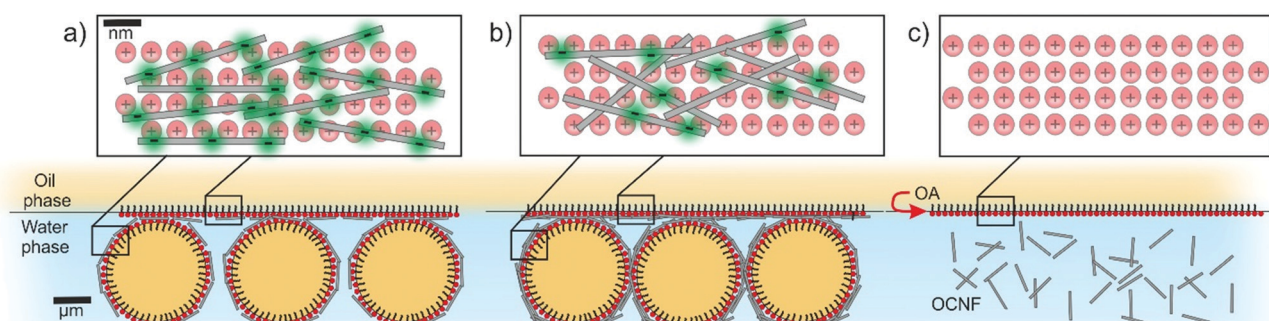 a)
nm
b)
c)
Oil
phase
Water
phase
OA
µm
OCNF